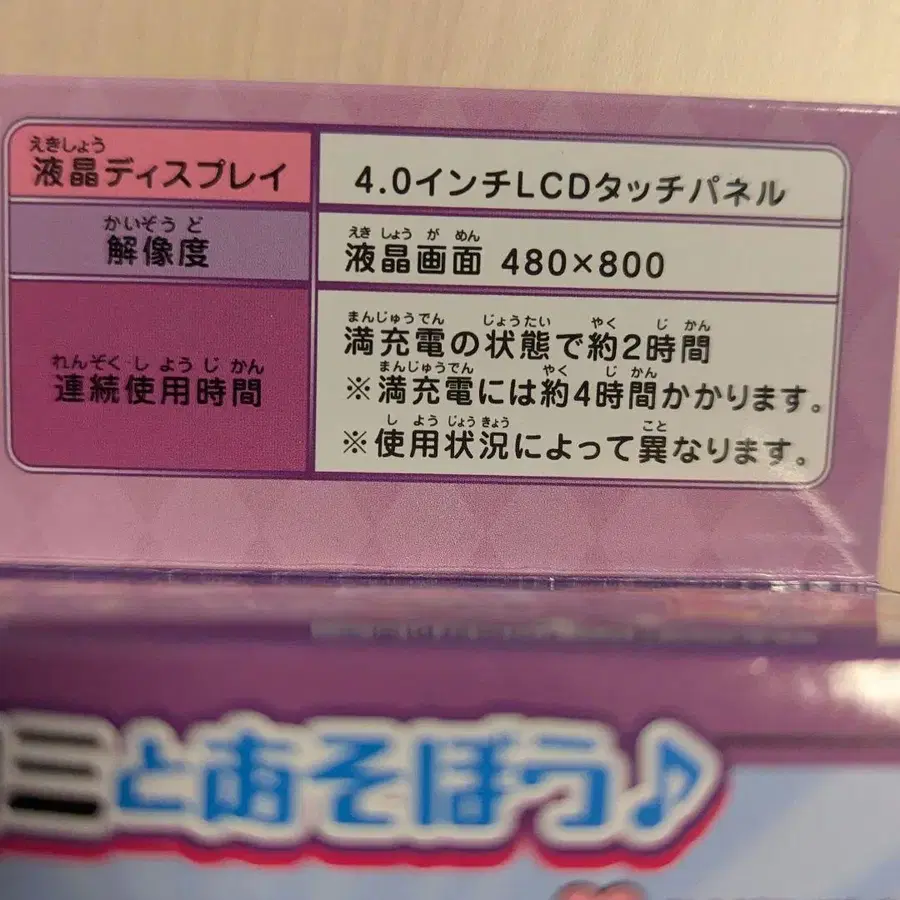 えきしょう
液晶ディスプレイ
4.0インチLCDタッチパネル
かいぞうど
解像度
えきしょうがめん
液晶画面 480×800
れんぞくしようじかん
連続使用時間
まんじゅうでん じょうたい やく じかん
満充電の状態で約2時間
まんじゅうでん やく じかん
※満充電には約4時間かかります。
しようじょうきょう こと
※使用状況によって異なります。
ミとあそぼう♪